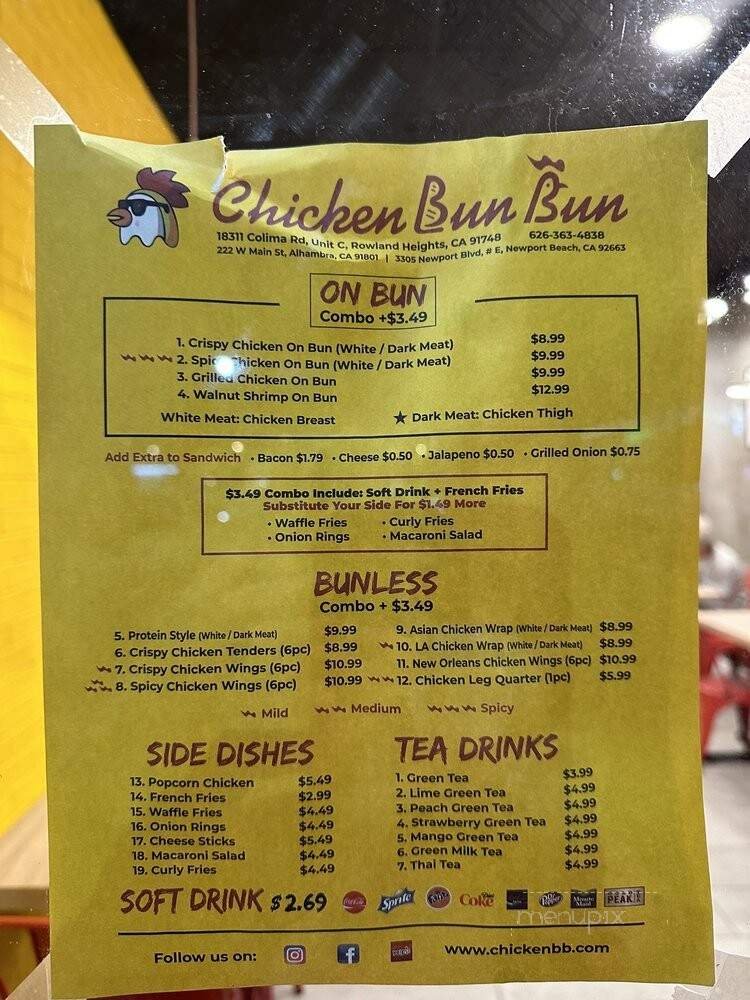 Chicken Bun Bun
18311 Colima Rd, Unit C, Rowland Heights, CA 91748 626-363-4838
222 W Main St, Alhambra, CA 91801 | 3305 Newport Blvd, # E, Newport Beach, CA 92663
ON BUN
Combo +$3.49
1. Crispy Chicken On Bun (White / Dark Meat) $8.99
2. Spicy Chicken On Bun (White / Dark Meat) $9.99
3. Grilled Chicken On Bun $9.99
4. Walnut Shrimp On Bun $12.99
White Meat: Chicken Breast ★ Dark Meat: Chicken Thigh
Add Extra to Sandwich • Bacon $1.79 • Cheese $0.50 • Jalapeno $0.50 • Grilled Onion $0.75
$3.49 Combo Include: Soft Drink + French Fries
Substitute Your Side For $1.49 More
• Waffle Fries • Curly Fries
• Onion Rings • Macaroni Salad
BUNLESS
Combo + $3.49
5. Protein Style (White / Dark Meat) $9.99
6. Crispy Chicken Tenders (6pc) $8.99
7. Crispy Chicken Wings (6pc) $10.99
8. Spicy Chicken Wings (6pc) $10.99
9. Asian Chicken Wrap (White / Dark Meat) $8.99
10. LA Chicken Wrap (White / Dark Meat) $8.99
11. New Orleans Chicken Wings (6pc) $10.99
12. Chicken Leg Quarter (1pc) $5.99
Mild Medium Spicy
SIDE DISHES
13. Popcorn Chicken $5.49
14. French Fries $2.99
15. Waffle Fries $4.49
16. Onion Rings $4.49
17. Cheese Sticks $5.49
18. Macaroni Salad $4.49
19. Curly Fries $4.49
TEA DRINKS
1. Green Tea $3.99
2. Lime Green Tea $4.99
3. Peach Green Tea $4.99
4. Strawberry Green Tea $4.99
5. Mango Green Tea $4.99
6. Green Milk Tea $4.99
7. Thai Tea $4.99
SOFT DRINK $2.69 Coca-Cola Sprite Diet Coke Dr Pepper Minute Maid PEAK
menupix
Follow us on: www.chickenbb.com